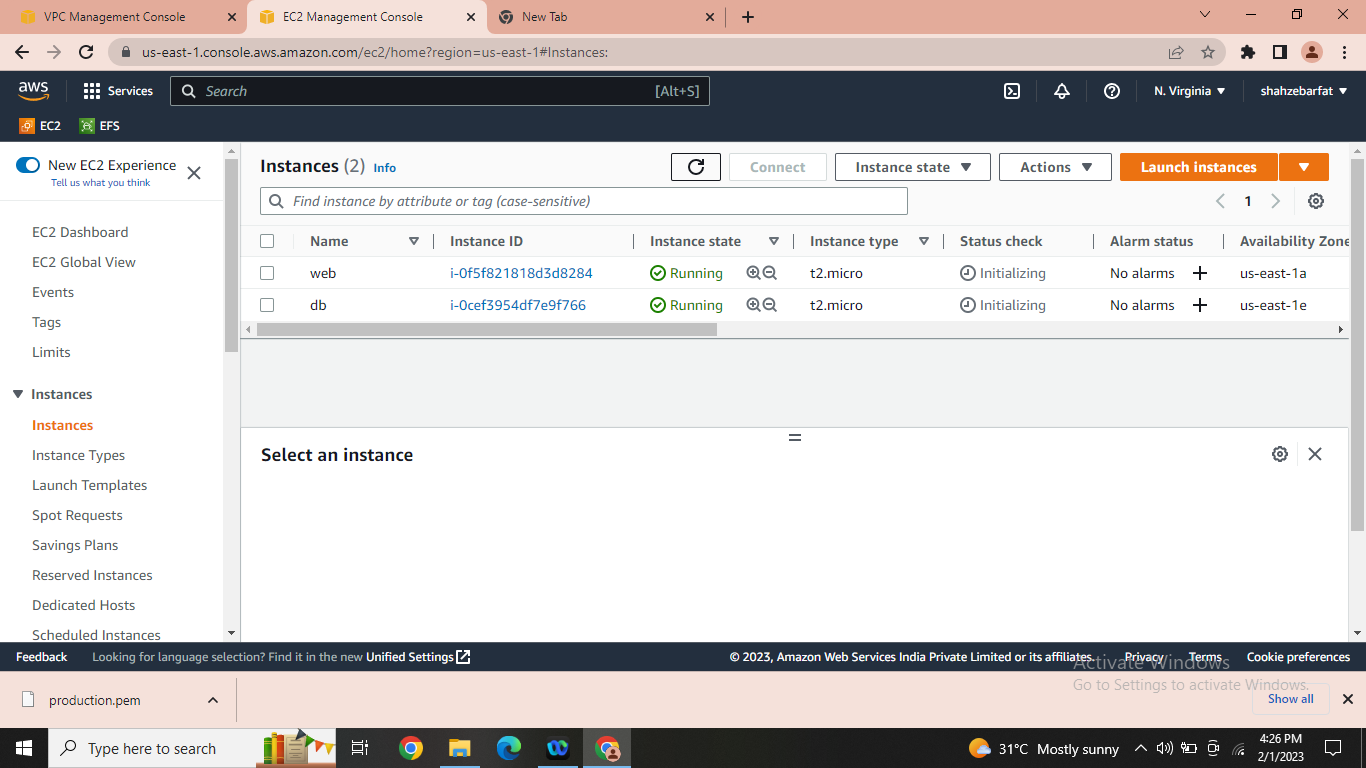 VPC Management Console
EC2 Management Console
New Tab
us-east-1.console.aws.amazon.com/ec2/home?region=us-east-1#Instances:
aws
Services
Search
[Alt+S]
N. Virginia
shahzebarfat
EC2
EFS
New EC2 Experience
Tell us what you think
EC2 Dashboard
EC2 Global View
Events
Tags
Limits
Instances
Instances
Instance Types
Launch Templates
Spot Requests
Savings Plans
Reserved Instances
Dedicated Hosts
Scheduled Instances
Instances (2) Info
Connect
Instance state
Actions
Launch instances
Find instance by attribute or tag (case-sensitive)
1
Name Instance ID Instance state Instance type Status check Alarm status Availability Zone
web i-0f5f821818d3d8284 Running t2.micro Initializing No alarms us-east-1a
db i-0cef3954df7e9f766 Running t2.micro Initializing No alarms us-east-1e
Select an instance
Feedback Looking for language selection? Find it in the new Unified Settings
© 2023, Amazon Web Services India Private Limited or its affiliates. Privacy Terms Cookie preferences
Activate Windows
Go to Settings to activate Windows.
production.pem
Show all
Type here to search
31°C Mostly sunny
4:26 PM
2/1/2023